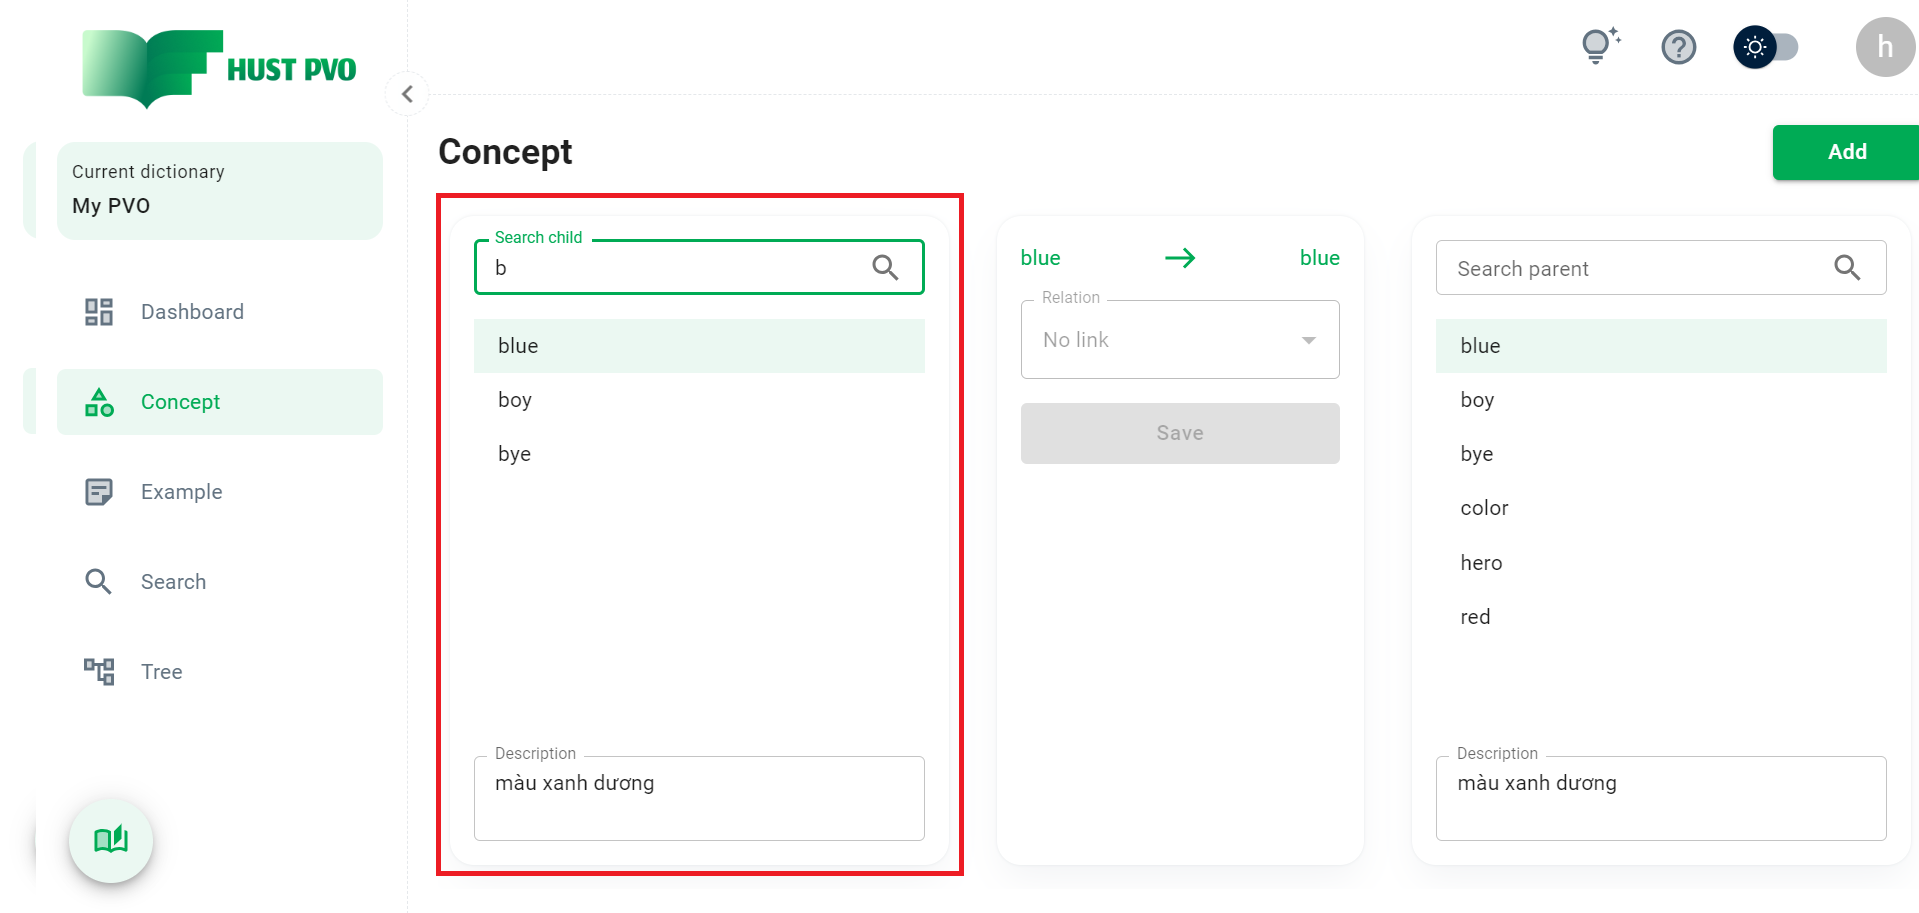 HUST PVO
h
Current dictionary
My PVO
Dashboard
Concept
Example
Search
Tree
Concept
Add
Search child
b
blue
boy
bye
Description
màu xanh dương
blue
blue
Relation
No link
Save
Search parent
blue
boy
bye
color
hero
red
Description
màu xanh dương